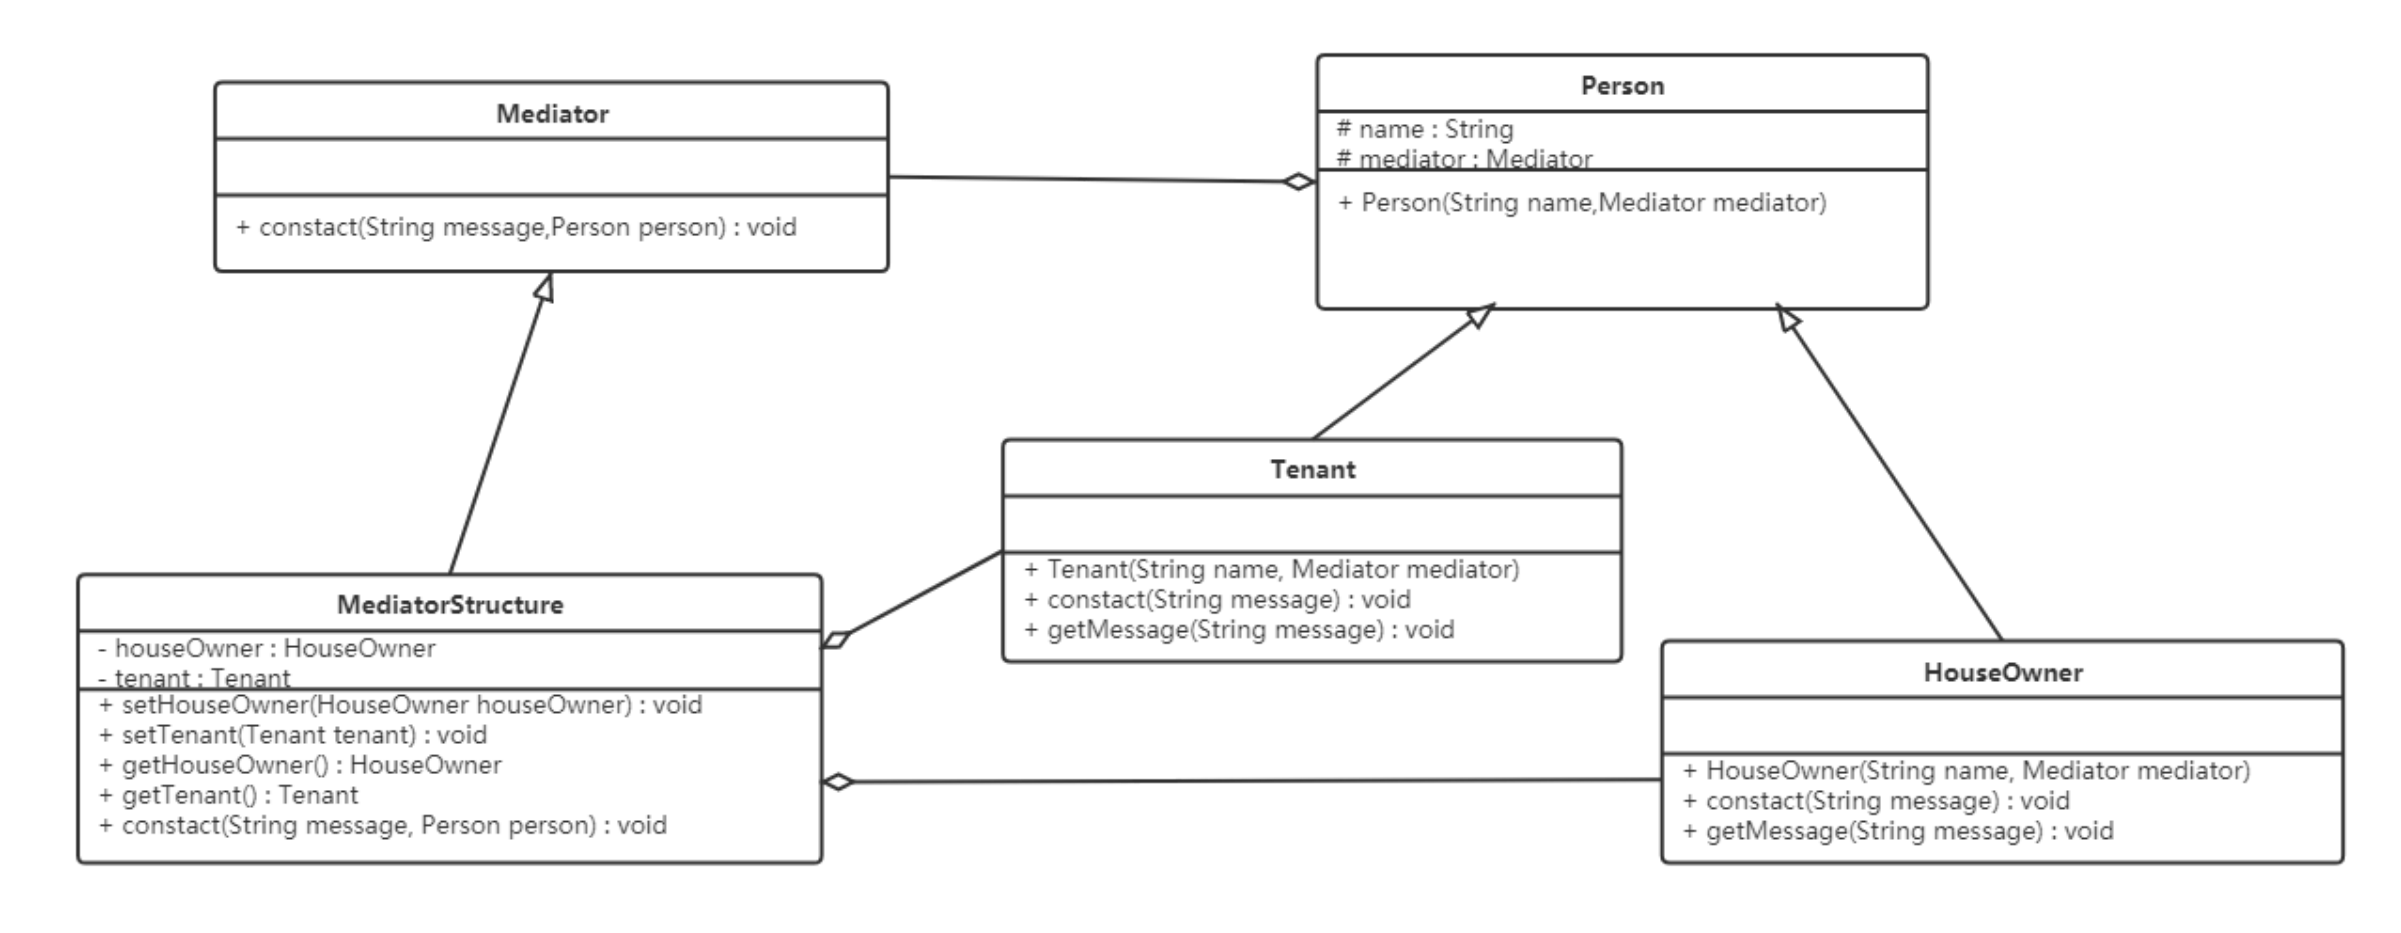 Mediator
+ constact(String message,Person person) : void
Person
# name : String
# mediator : Mediator
+ Person(String name,Mediator mediator)
Tenant
+ Tenant(String name, Mediator mediator)
+ constact(String message) : void
+ getMessage(String message) : void
MediatorStructure
- houseOwner : HouseOwner
- tenant : Tenant
+ setHouseOwner(HouseOwner houseOwner) : void
+ setTenant(Tenant tenant) : void
+ getHouseOwner() : HouseOwner
+ getTenant() : Tenant
+ constact(String message, Person person) : void
HouseOwner
+ HouseOwner(String name, Mediator mediator)
+ constact(String message) : void
+ getMessage(String message) : void